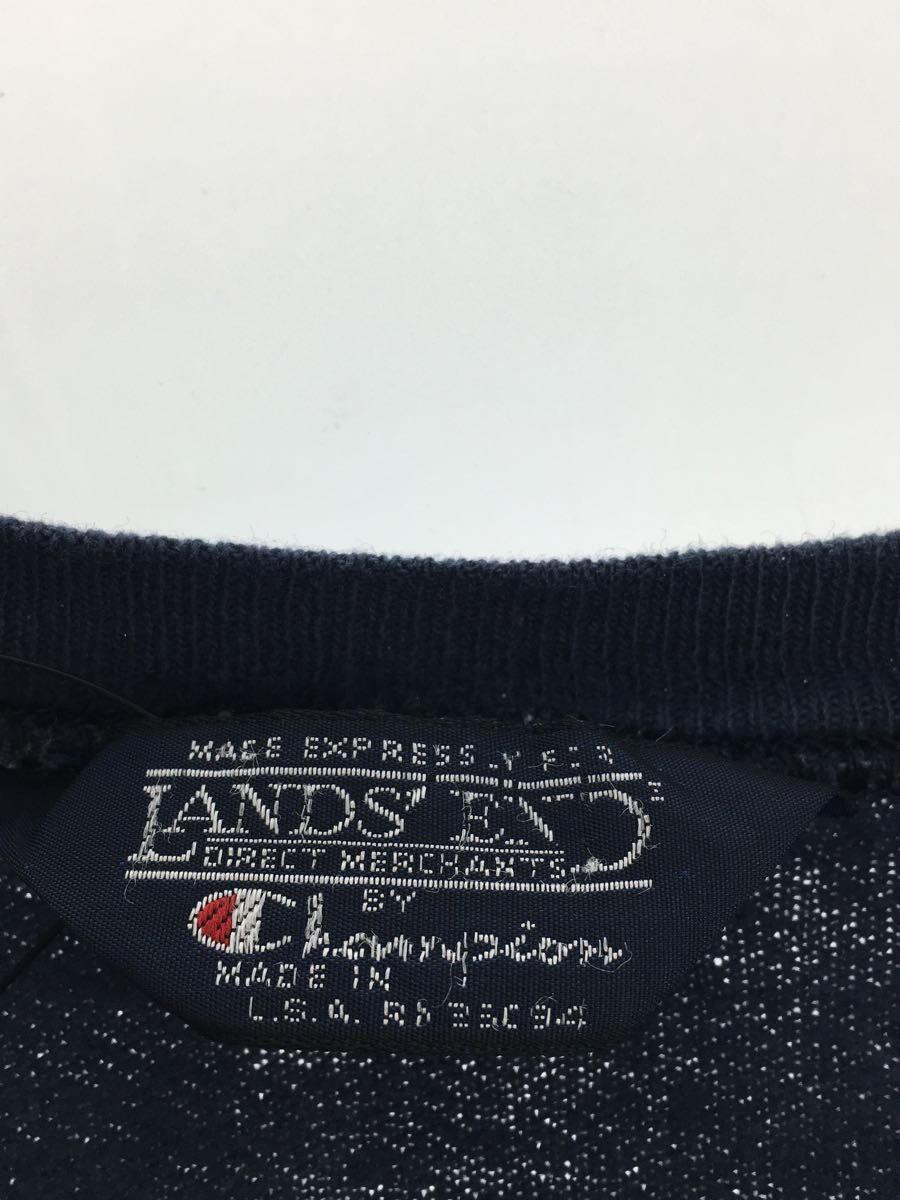 MADE EXPRESSLY FOR
LANDS' END
DIRECT MERCHANTS
BY
Champion
MADE IN
U.S.A.